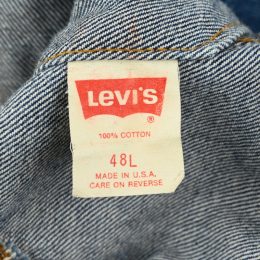 LEVI'S
®
100% COTTON
48L
MADE IN U.S.A.
CARE ON REVERSE